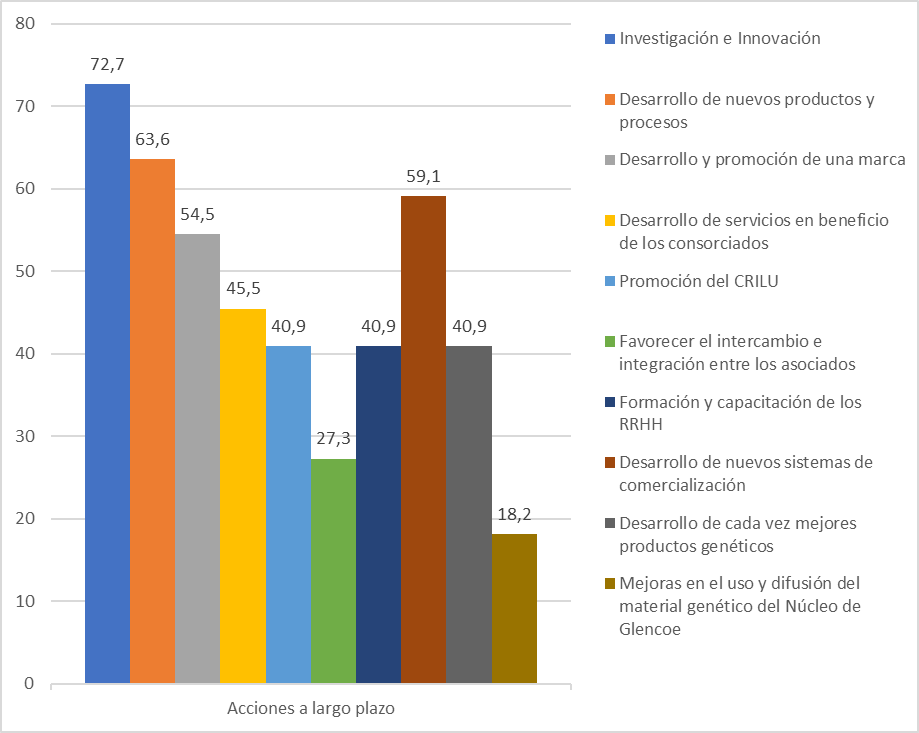 80
70
60
50
40
30
20
10
0
72,7
63,6
54,5
45,5
40,9
27,3
40,9
59,1
40,9
18,2
Acciones a largo plazo
Investigación e Innovación
Desarrollo de nuevos productos y
procesos
Desarrollo y promoción de una marca
Desarrollo de servicios en beneficio
de los consorciados
Promoción del CRILU
Favorecer el intercambio e
integración entre los asociados
Formación y capacitación de los
RRHH
Desarrollo de nuevos sistemas de
comercialización
Desarrollo de cada vez mejores
productos genéticos
Mejoras en el uso y difusión del
material genético del Núcleo de
Glencoe